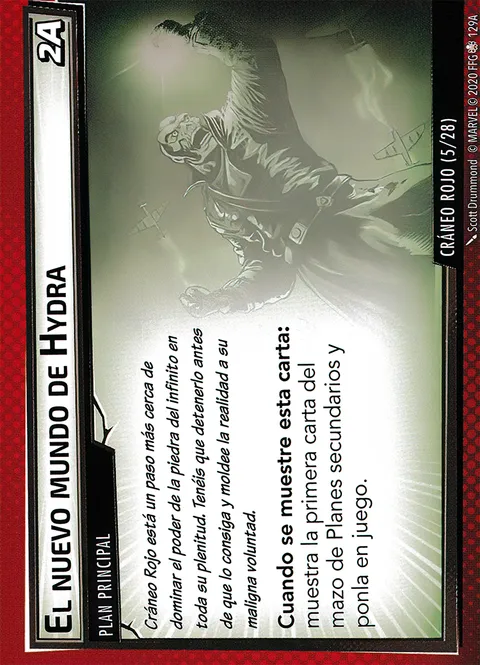 EL NUEVO MUNDO DE HYDRA
2A
PLAN PRINCIPAL
Cráneo Rojo está un paso más cerca de
dominar el poder de la piedra del infinito en
toda su plenitud. Tenéis que detenerlo antes
de que lo consiga y moldee la realidad a su
maligna voluntad.
Cuando se muestre esta carta:
muestra la primera carta del
mazo de Planes secundarios y
ponla en juego.
CRÁNEO ROJO (5/28)
Scott Drummond © MARVEL © 2020 FFG 129A